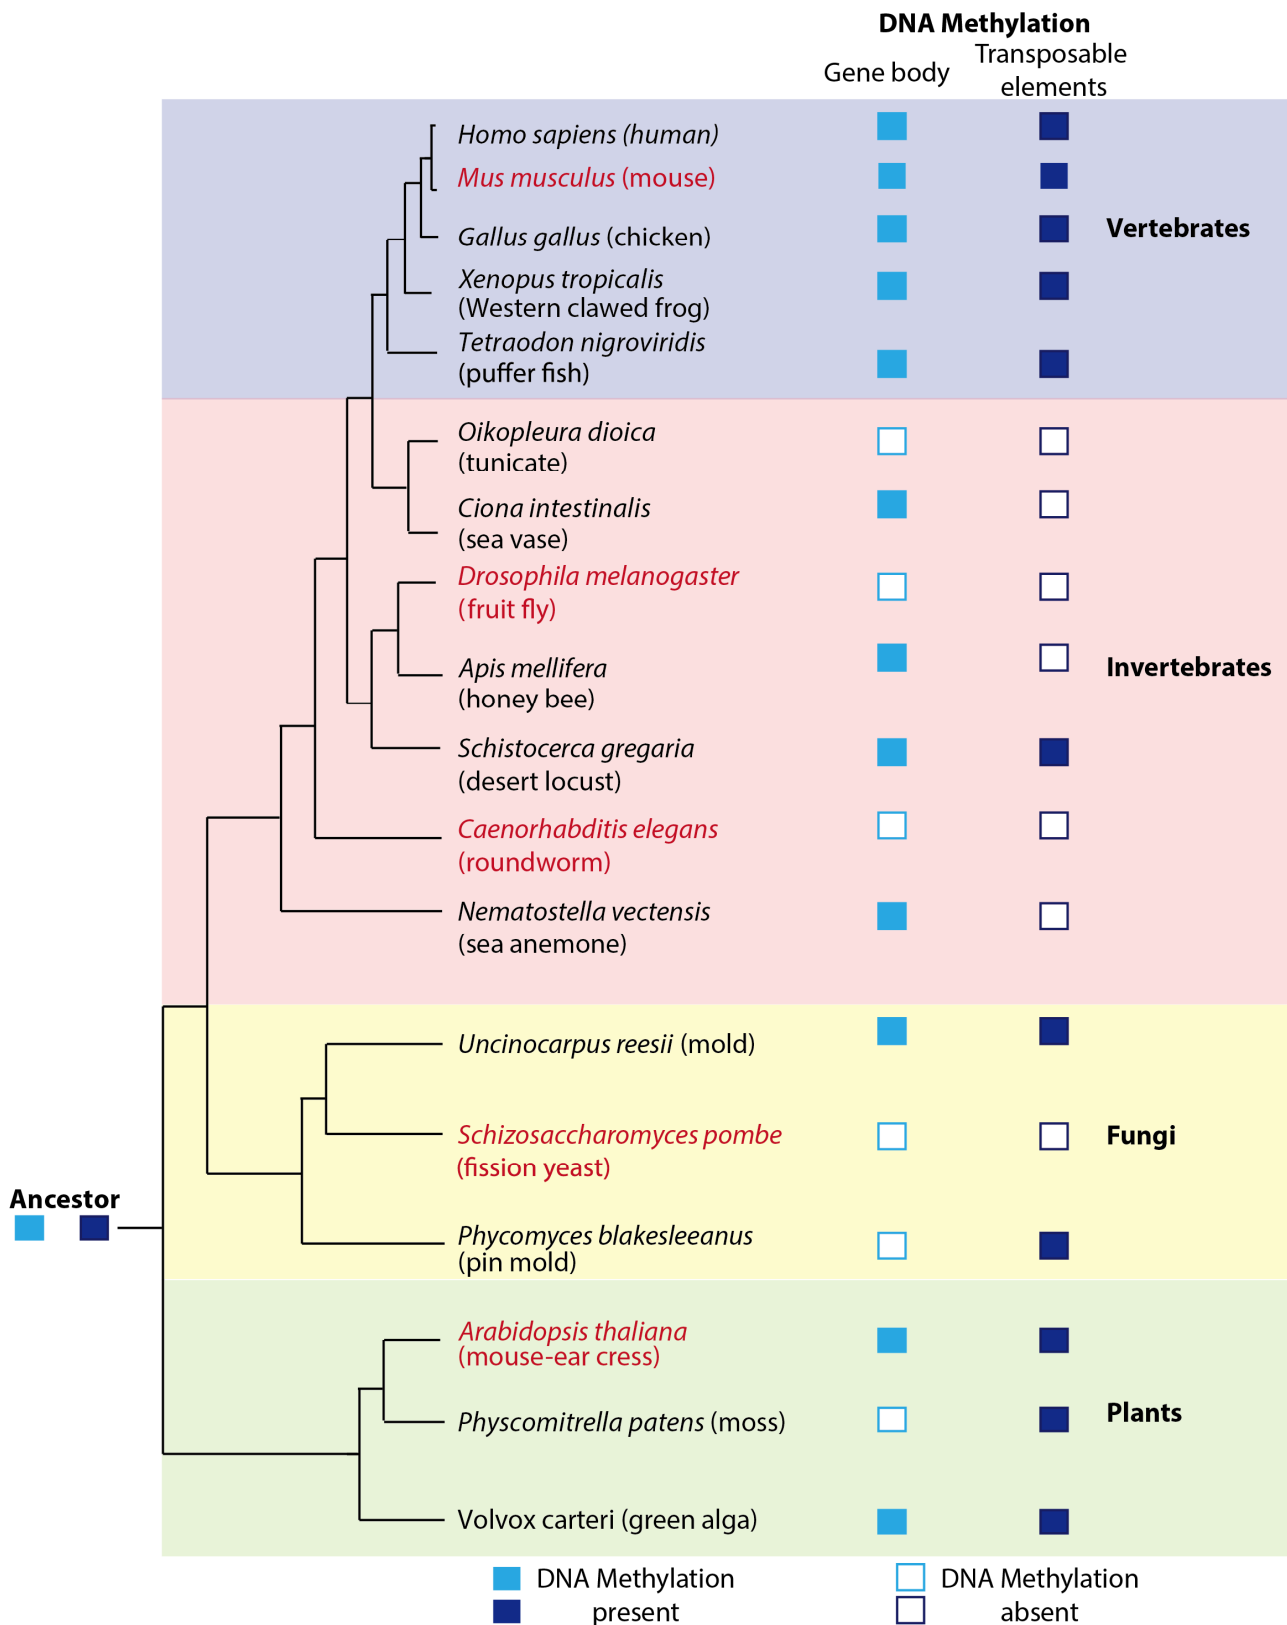 DNA Methylation
Gene body
Transposable
elements
Homo sapiens (human)
Mus musculus (mouse)
Gallus gallus (chicken)
Vertebrates
Xenopus tropicalis
(Western clawed frog)
Tetraodon nigroviridis
(puffer fish)
Oikopleura dioica
(tunicate)
Ciona intestinalis
(sea vase)
Drosophila melanogaster
(fruit fly)
Apis mellifera
(honey bee)
Invertebrates
Schistocerca gregaria
(desert locust)
Caenorhabditis elegans
(roundworm)
Nematostella vectensis
(sea anemone)
Uncinocarpus reesii (mold)
Schizosaccharomyces pombe
(fission yeast)
Fungi
Ancestor
Phycomyces blakesleeanus
(pin mold)
Arabidopsis thaliana
(mouse-ear cress)
Physcomitrella patens (moss)
Plants
Volvox carteri (green alga)
DNA Methylation
present
DNA Methylation
absent